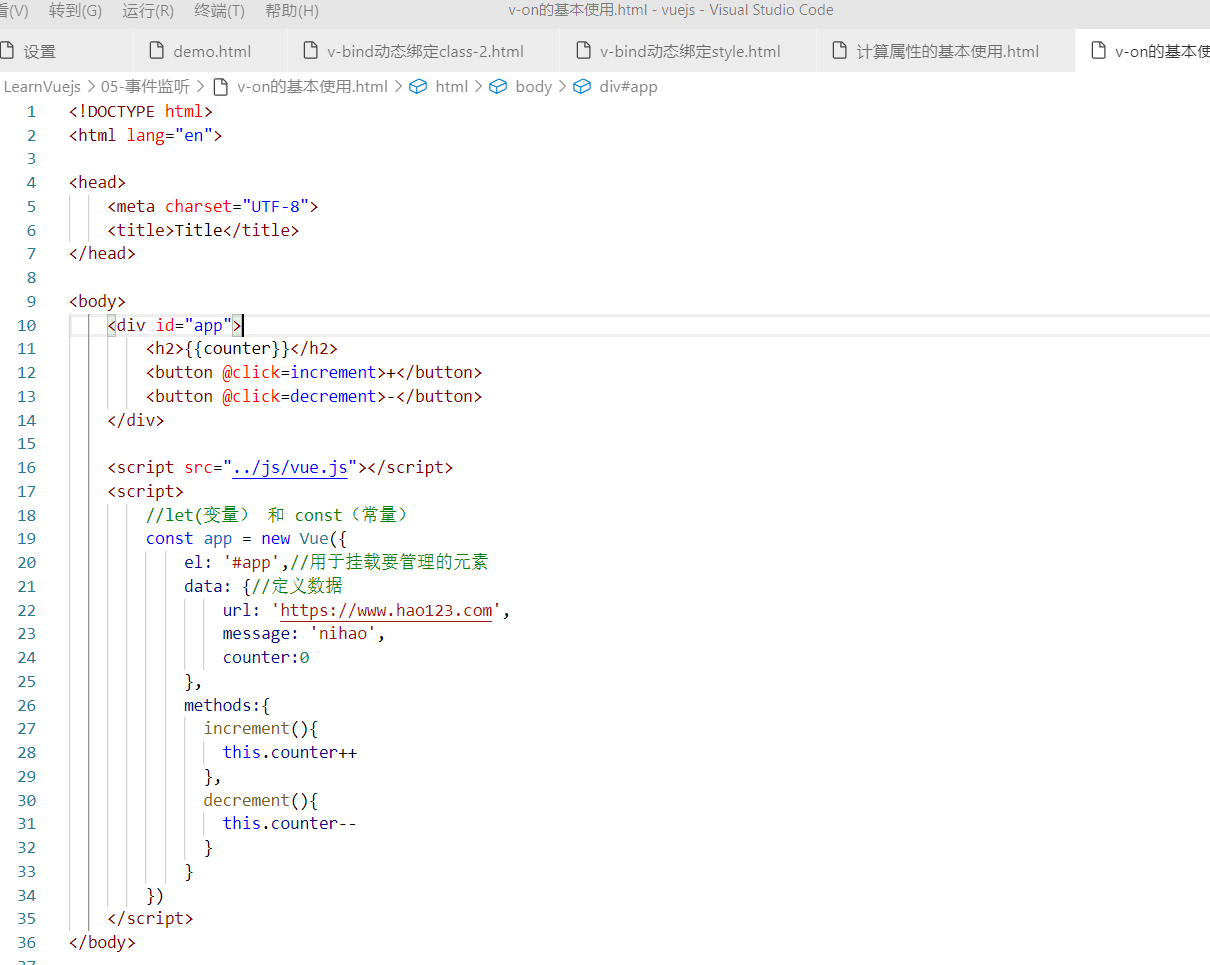 看(V) 转到(G) 运行(R) 终端(T) 帮助(H) v-on的基本使用.html - vuejs - Visual Studio Code
设置 demo.html v-bind动态绑定class-2.html v-bind动态绑定style.html 计算属性的基本使用.html v-on的基本使
LearnVuejs > 05-事件监听 > v-on的基本使用.html > html > body > div#app
1 <!DOCTYPE html>
2 <html lang="en">
3
4 <head>
5 <meta charset="UTF-8">
6 <title>Title</title>
7 </head>
8
9 <body>
10 <div id="app">
11 <h2>{{counter}}</h2>
12 <button @click=increment>+</button>
13 <button @click=decrement>-</button>
14 </div>
15
16 <script src="../js/vue.js"></script>
17 <script>
18 //let(变量） 和 const（常量）
19 const app = new Vue({
20 el: '#app',//用于挂载要管理的元素
21 data: {//定义数据
22 url: 'https://www.hao123.com',
23 message: 'nihao',
24 counter:0
25 },
26 methods:{
27 increment(){
28 this.counter++
29 },
30 decrement(){
31 this.counter--
32 }
33 }
34 })
35 </script>
36 </body>
37